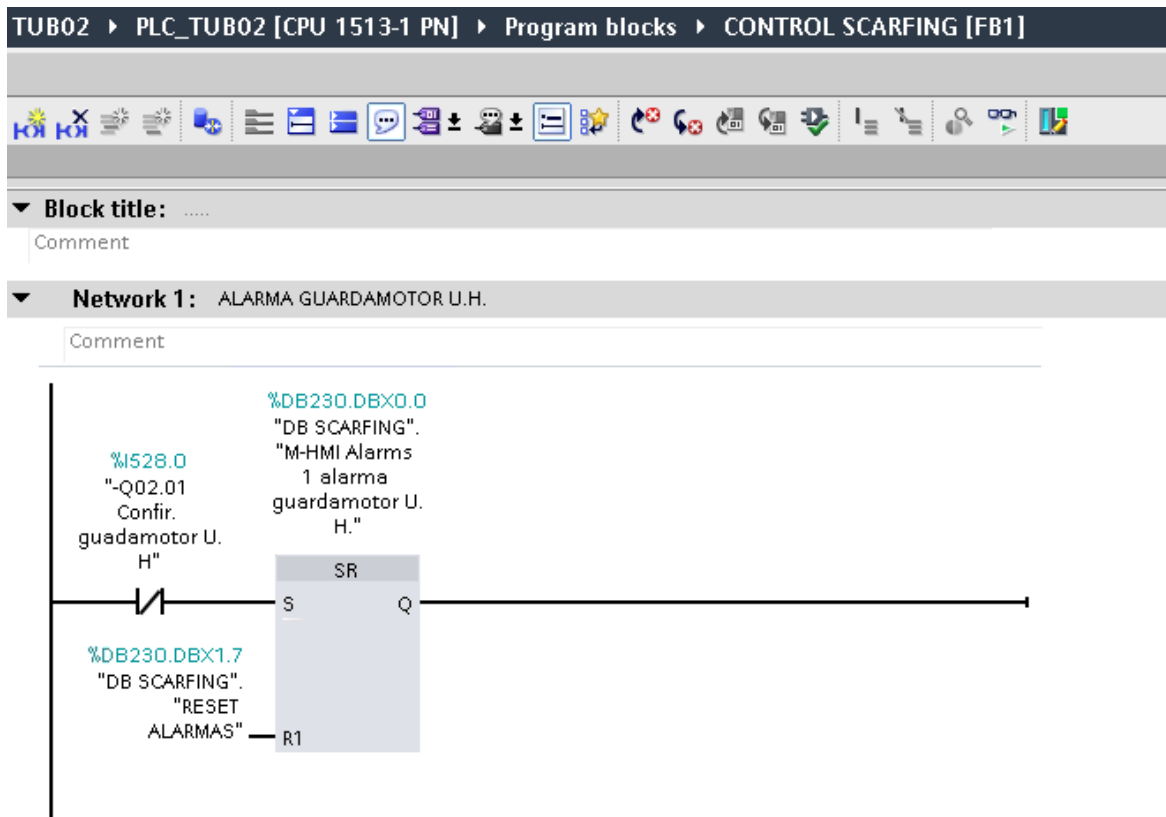 TUB02 ▸ PLC_TUB02 [CPU 1513-1 PN] ▸ Program blocks ▸ CONTROL SCARFING [FB1]
Block title: .....
Comment
Network 1: ALARMA GUARDAMOTOR U.H.
Comment
%DB230.DBX0.0
"DB SCARFING".
"M-HMI Alarms
1 alarma
guardamotor U.
H."
%I528.0
"-Q02.01
Confir.
guadamotor U.
H"
SR
S Q
%DB230.DBX1.7
"DB SCARFING".
"RESET
ALARMAS"
R1